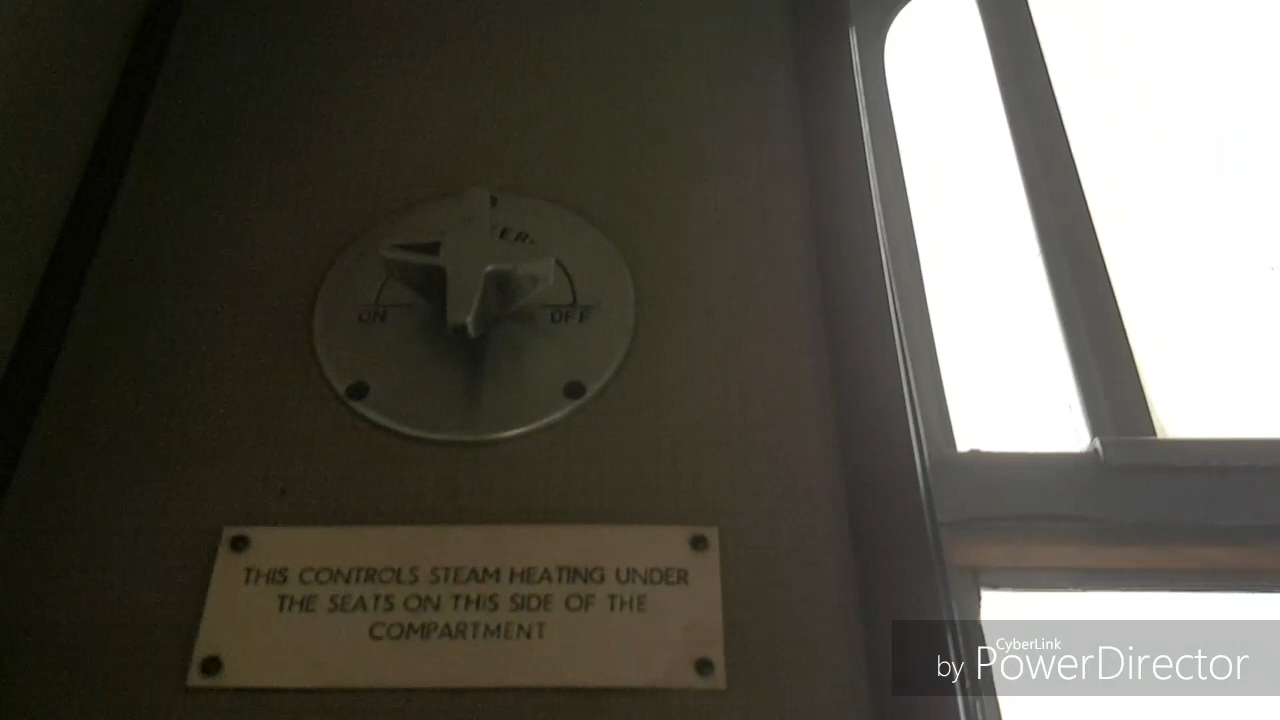 ON OFF
THIS CONTROLS STEAM HEATING UNDER
THE SEATS ON THIS SIDE OF THE
COMPARTMENT
CyberLink
by PowerDirector